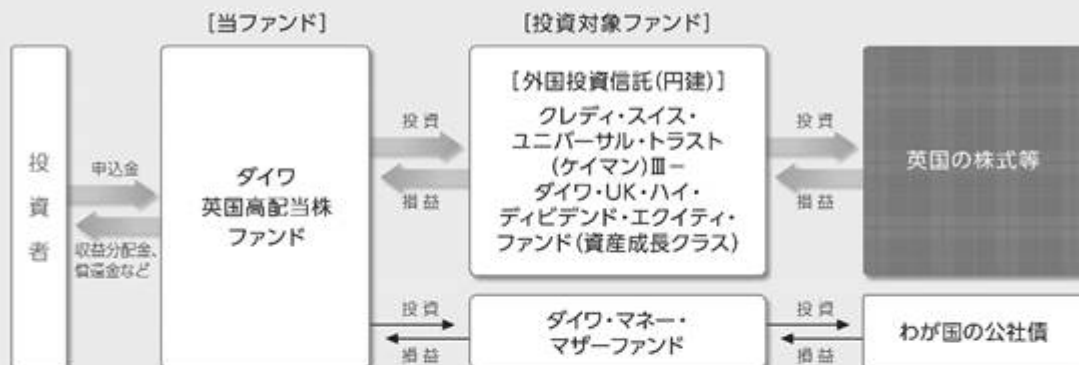 [当ファンド]
[投資対象ファンド]
投資者
申込金
収益分配金、
償還金など
ダイワ
英国高配当株
ファンド
投資
損益
[外国投資信託(円建)]
クレディ・スイス・
ユニバーサル・トラスト
(ケイマン)Ⅲ－
ダイワ・UK・ハイ・
ディビデンド・エクイティ・
ファンド(資産成長クラス)
投資
損益
英国の株式等
投資
損益
ダイワ・マネー・
マザーファンド
投資
損益
わが国の公社債